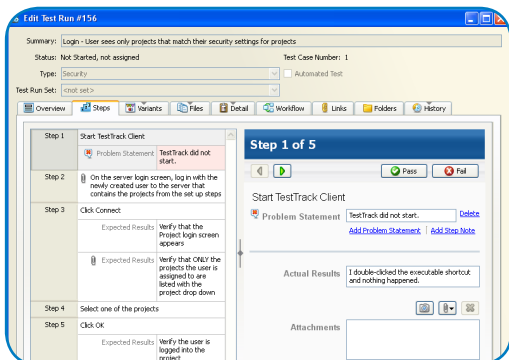 Edit Test Run #156
Summary: Login - User sees only projects that match their security settings for projects
Status: Not Started, not assigned Test Case Number: 1
Type: Security Automated Test
Test Run Set: <not set>
Overview Steps Variants Files Detail Workflow Links Folders History
Step 1 Start TestTrack Client
Problem Statement TestTrack did not
start.
Step 2 On the server login screen, log in with the
newly created user to the server that
contains the projects from the set up steps
Step 3 Click Connect
Expected Results Verify that the
Project login screen
appears
Expected Results Verify that ONLY the
projects the user is
assigned to are
listed with the
project drop down
Step 4 Select one of the projects
Step 5 Click OK
Expected Results Verify the user is
logged into the
project
Step 1 of 5
Pass Fail
Start TestTrack Client
Problem Statement TestTrack did not start. Delete
Add Problem Statement | Add Step Note
Actual Results I double-clicked the executable shortcut
and nothing happened.
Attachments